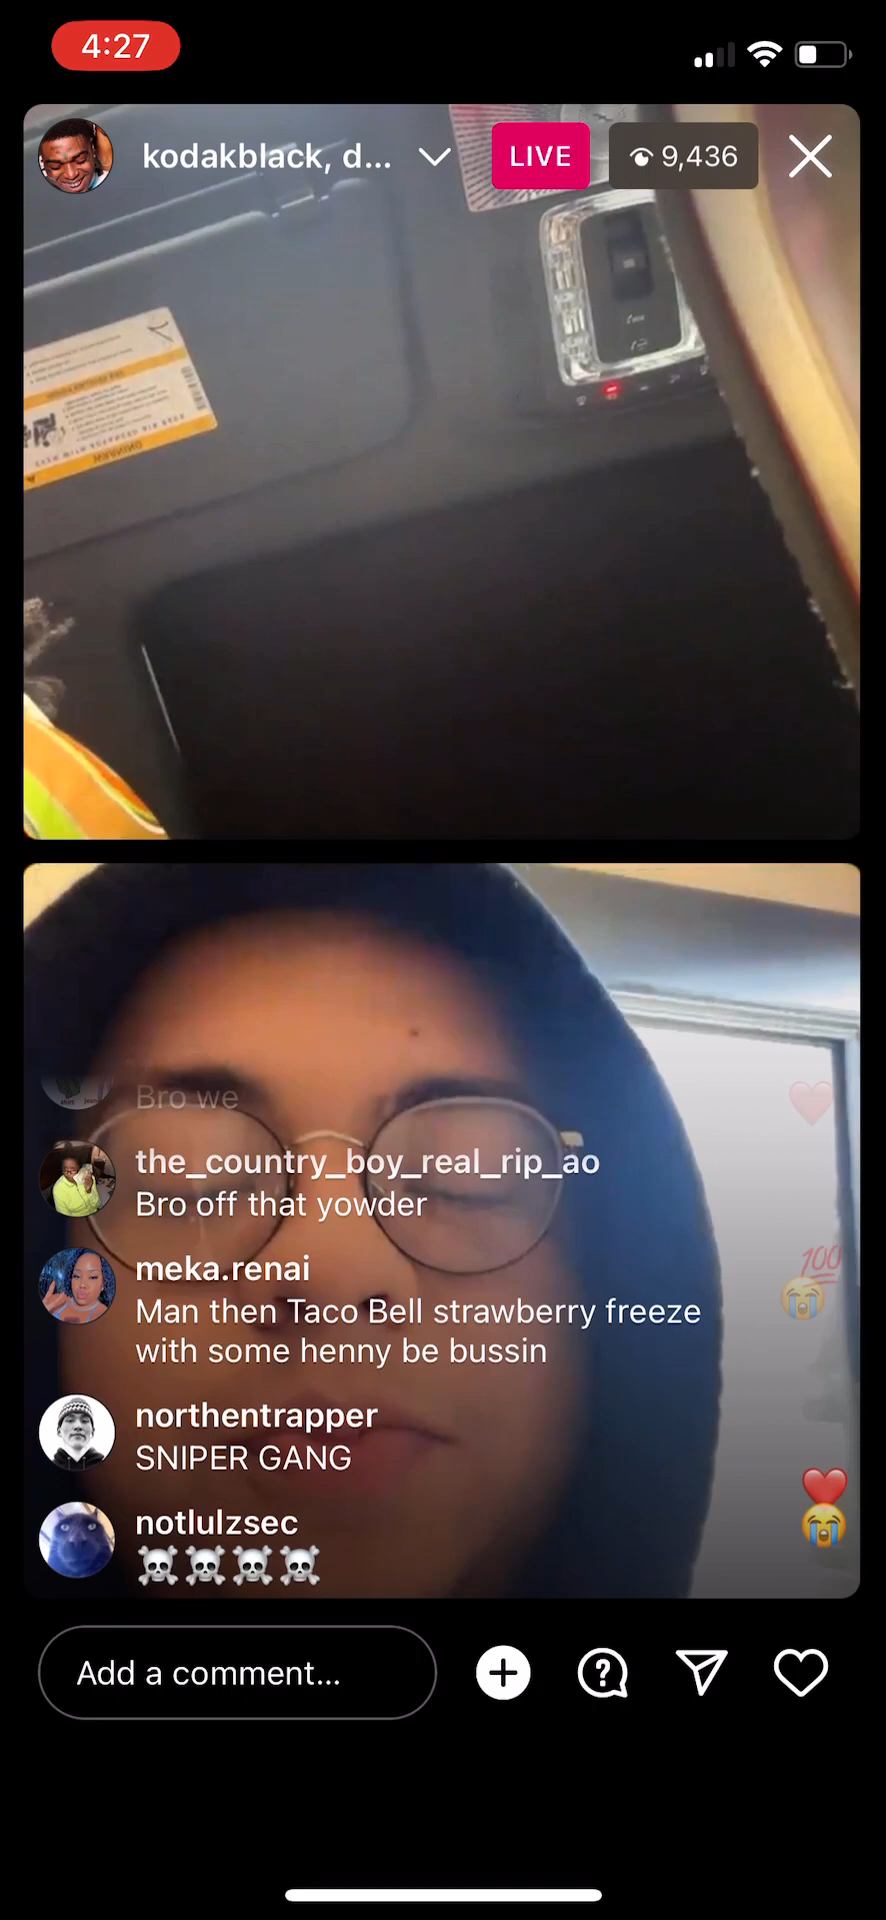 4:27
kodakblack, d...
LIVE
9,436
Bro we
the_country_boy_real_rip_ao
Bro off that yowder
meka.renai
Man then Taco Bell strawberry freeze
with some henny be bussin
northentrapper
SNIPER GANG
notlulzsec
☠️☠️☠️☠️
100
Add a comment...